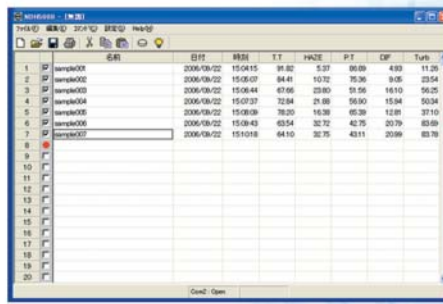 NDH5000 - [無題]
ファイル(F) 編集(E) コマンド(C) 設定(S) Help(H)
名前 日付 時刻 T.T HAZE P.T DIF Turb
1 sample001 2006/08/22 15:04:15 91.82 5.37 86.89 4.93 11.26
2 sample002 2006/08/22 15:05:07 84.41 10.72 75.36 9.05 23.54
3 sample003 2006/08/22 15:06:44 67.66 23.80 51.56 16.10 56.25
4 sample004 2006/08/22 15:07:37 72.84 21.88 56.90 15.94 50.34
5 sample005 2006/08/22 15:08:09 78.20 16.38 65.39 12.81 37.10
6 sample006 2006/08/22 15:09:43 63.54 32.72 42.75 20.79 83.69
7 sample007 2006/08/22 15:10:18 64.10 32.75 43.11 20.99 83.78
8
9
10
11
12
13
14
15
16
17
18
19
20
Com2 : Open